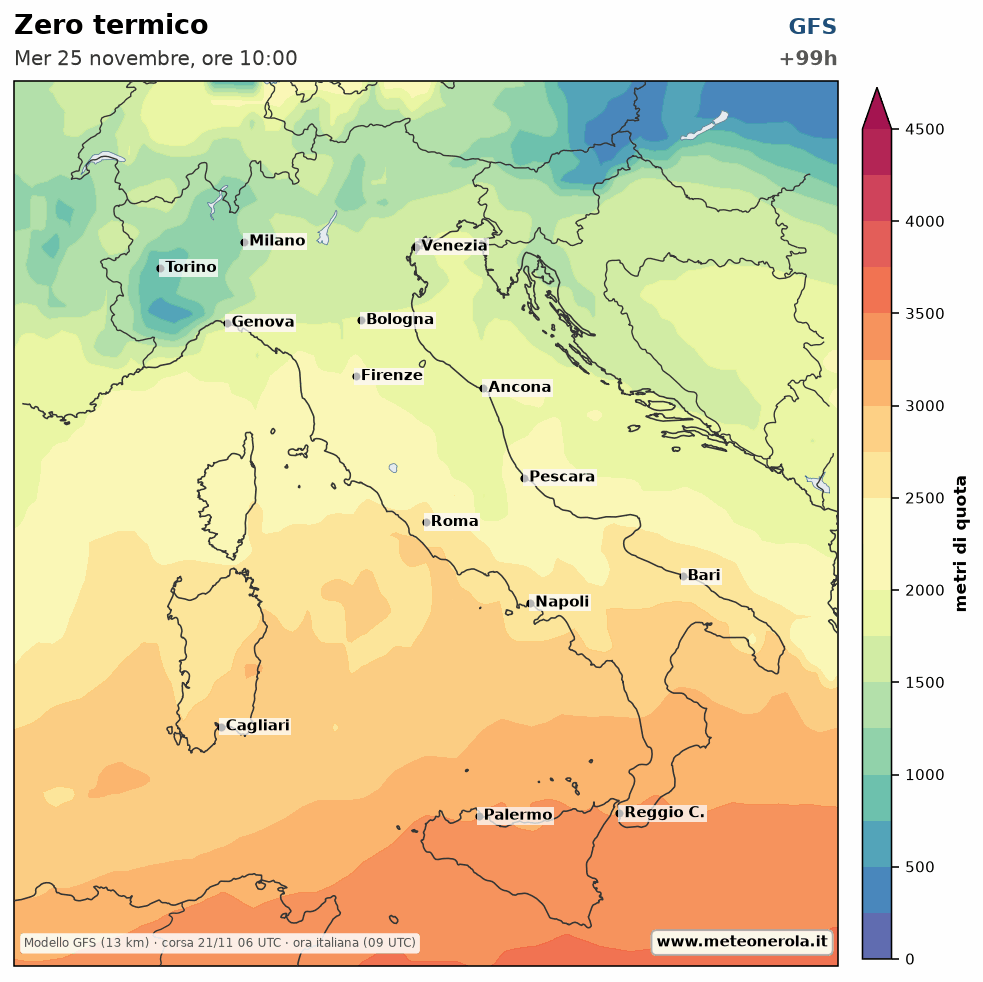 Zero termico
GFS
Mer 25 novembre, ore 10:00
+99h
4500
4000
3500
3000
2500
2000
1500
1000
500
0
metri di quota
Milano
Venezia
Torino
Genova
Bologna
Firenze
Ancona
Pescara
Roma
Bari
Napoli
Cagliari
Palermo
Reggio C.
Modello GFS (13 km) · corsa 21/11 06 UTC · ora italiana (09 UTC)
www.meteonerola.it